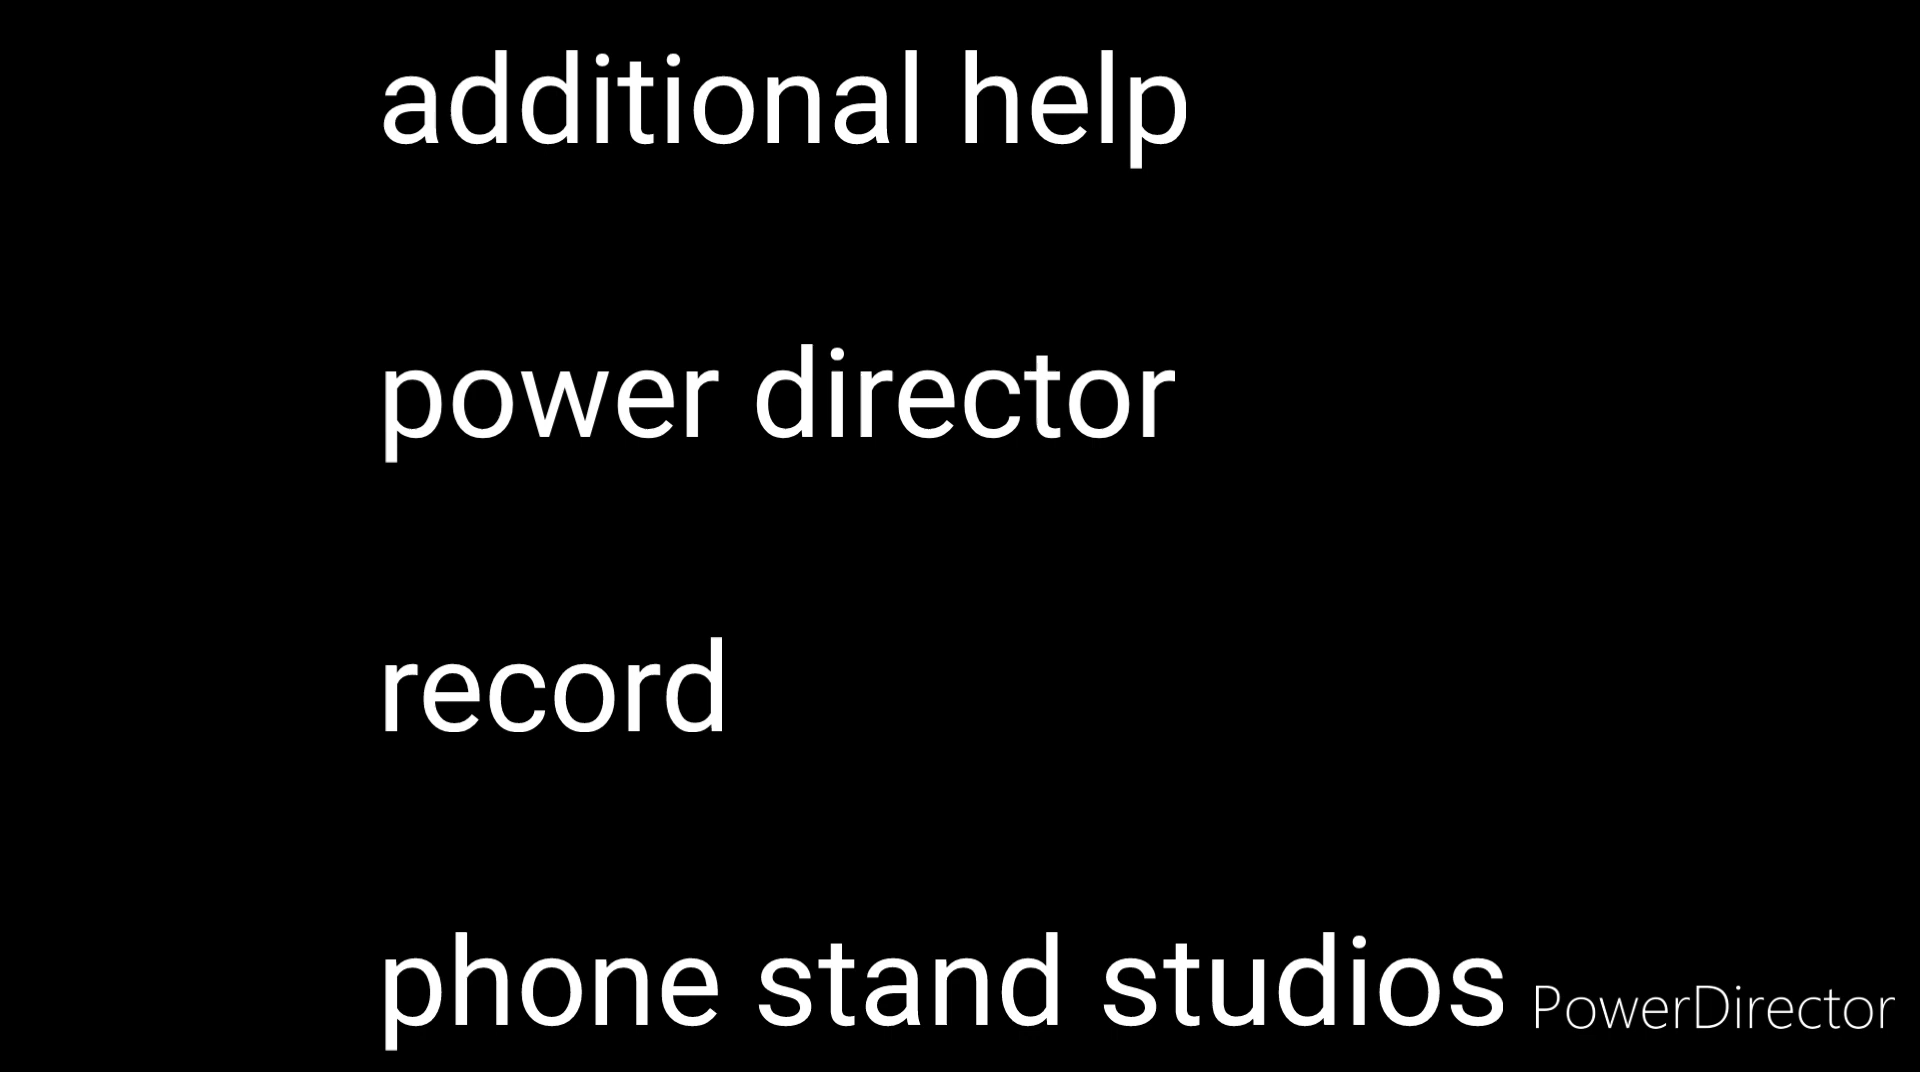 additional help
power director
record
phone stand studios
PowerDirector